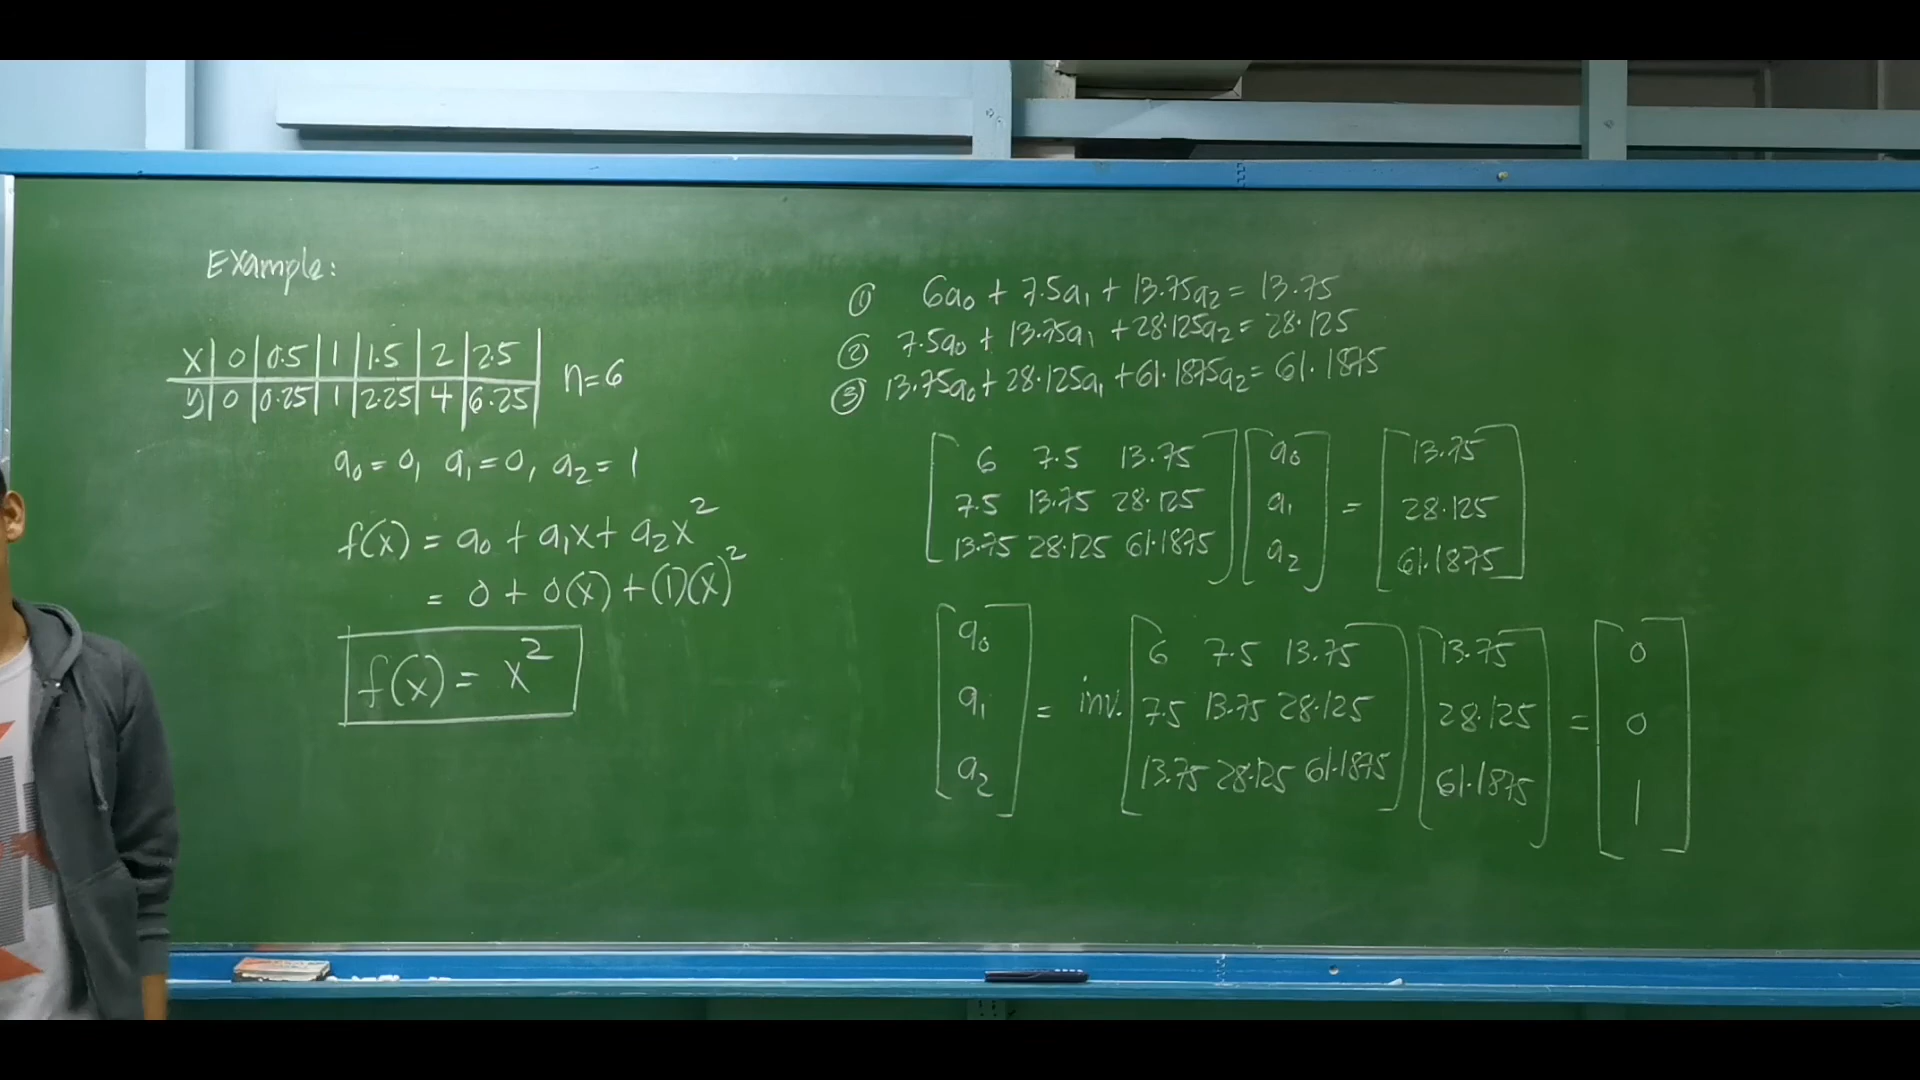 Example:
x | 0 | 0.5 | 1 | 1.5 | 2 | 2.5 |
y | 0 | 0.25 | 1 | 2.25 | 4 | 6.25 |
n=6
a₀ = 0, a₁ = 0, a₂ = 1
f(x) = a₀ + a₁x + a₂x²
= 0 + 0(x) + (1)(x)²
f(x) = x²
① 6a₀ + 7.5a₁ + 13.75a₂ = 13.75
② 7.5a₀ + 13.75a₁ + 28.125a₂ = 28.125
③ 13.75a₀ + 28.125a₁ + 61.1875a₂ = 61.1875
[6 7.5 13.75] [a₀] [13.75]
[7.5 13.75 28.125] [a₁] = [28.125]
[13.75 28.125 61.1875] [a₂] [61.1875]
[a₀] [6 7.5 13.75] [13.75] [0]
[a₁] = inv. [7.5 13.75 28.125] [28.125] = [0]
[a₂] [13.75 28.125 61.1875] [61.1875] [1]